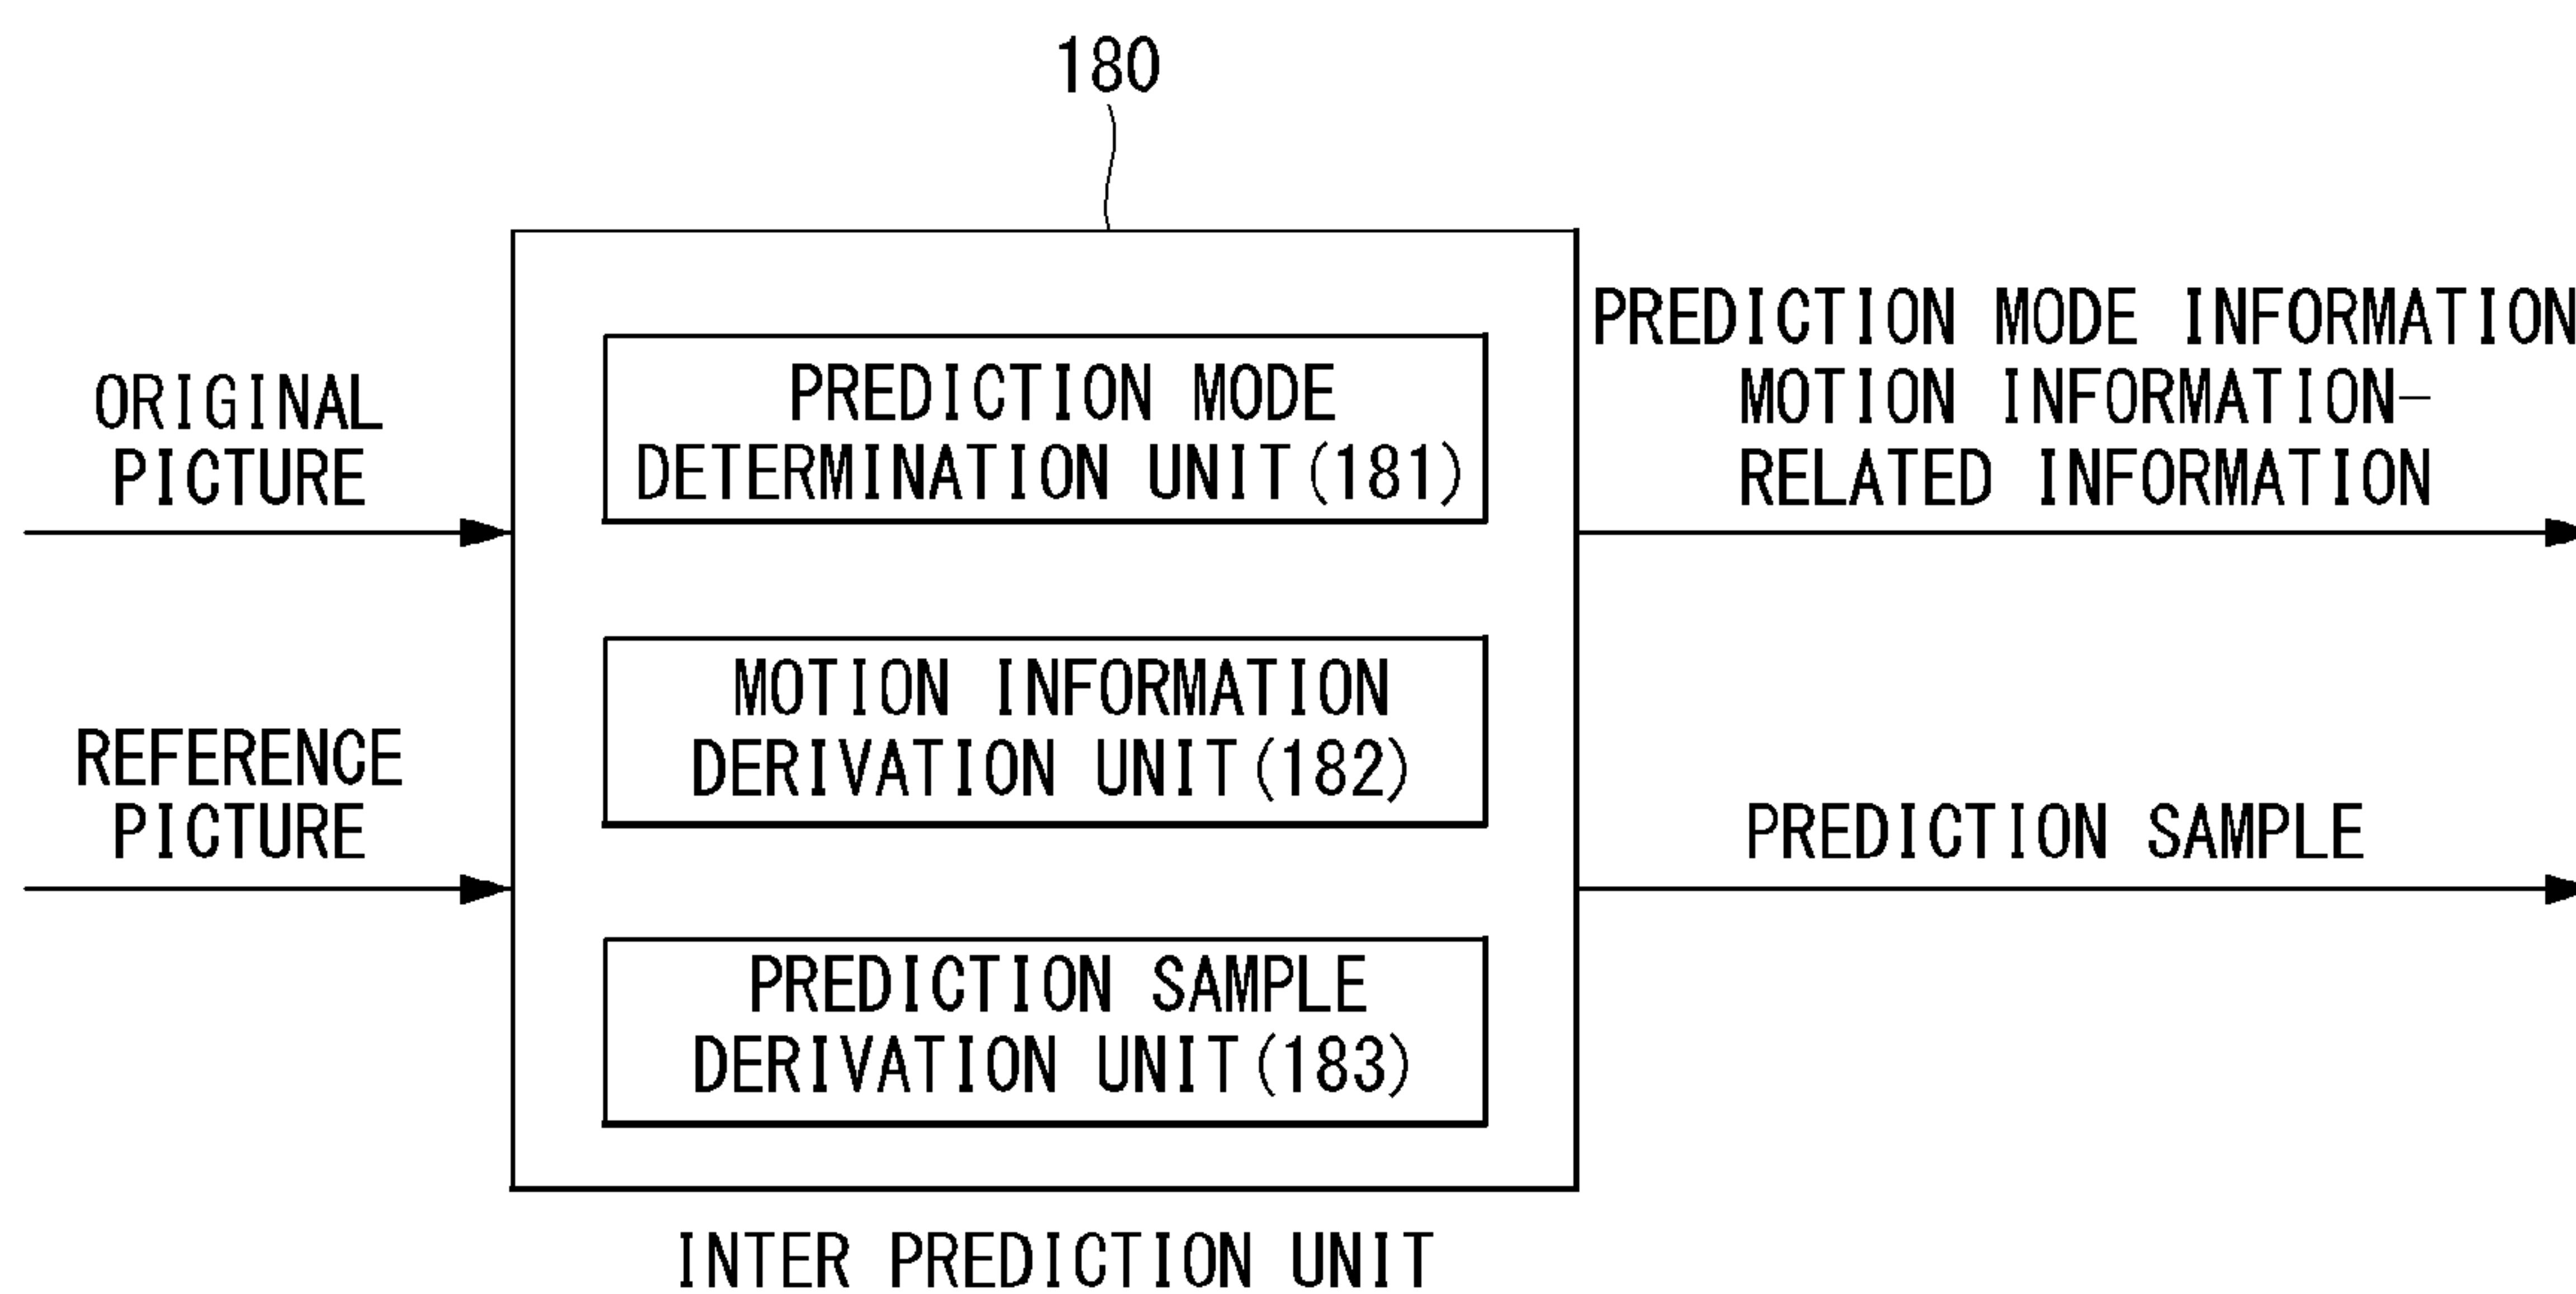 180
ORIGINAL
PICTURE
REFERENCE
PICTURE
PREDICTION MODE
DETERMINATION UNIT(181)
MOTION INFORMATION
DERIVATION UNIT(182)
PREDICTION SAMPLE
DERIVATION UNIT(183)
PREDICTION MODE INFORMATION
MOTION INFORMATION-
RELATED INFORMATION
PREDICTION SAMPLE
INTER PREDICTION UNIT